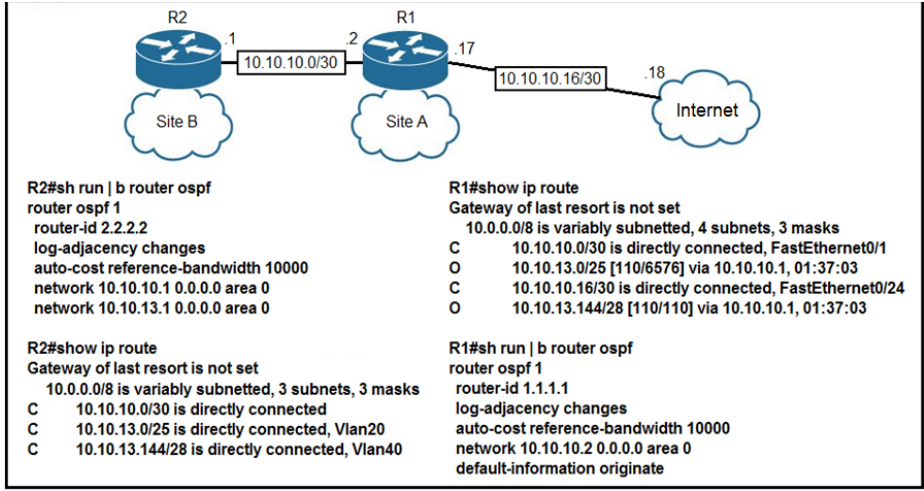 R2
R1
.1
.2
.17
10.10.10.0/30
10.10.10.16/30
.18
Site B
Site A
Internet
R2#sh run | b router ospf
router ospf 1
router-id 2.2.2.2
log-adjacency changes
auto-cost reference-bandwidth 10000
network 10.10.10.1 0.0.0.0 area 0
network 10.10.13.1 0.0.0.0 area 0
R1#show ip route
Gateway of last resort is not set
10.0.0.0/8 is variably subnetted, 4 subnets, 3 masks
C 10.10.10.0/30 is directly connected, FastEthernet0/1
O 10.10.13.0/25 [110/6576] via 10.10.10.1, 01:37:03
C 10.10.10.16/30 is directly connected, FastEthernet0/24
O 10.10.13.144/28 [110/110] via 10.10.10.1, 01:37:03
R2#show ip route
Gateway of last resort is not set
10.0.0.0/8 is variably subnetted, 3 subnets, 3 masks
C 10.10.10.0/30 is directly connected
C 10.10.13.0/25 is directly connected, Vlan20
C 10.10.13.144/28 is directly connected, Vlan40
R1#sh run | b router ospf
router ospf 1
router-id 1.1.1.1
log-adjacency changes
auto-cost reference-bandwidth 10000
network 10.10.10.2 0.0.0.0 area 0
default-information originate